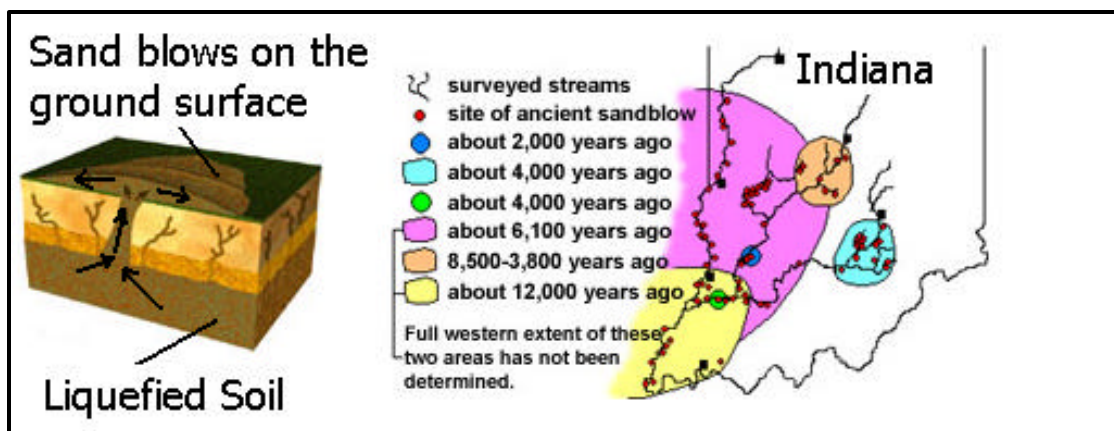 Sand blows on the
ground surface
Liquefied Soil
surveyed streams
site of ancient sandblow
about 2,000 years ago
about 4,000 years ago
about 4,000 years ago
about 6,100 years ago
8,500-3,800 years ago
about 12,000 years ago
Full western extent of these
two areas has not been
determined.
Indiana